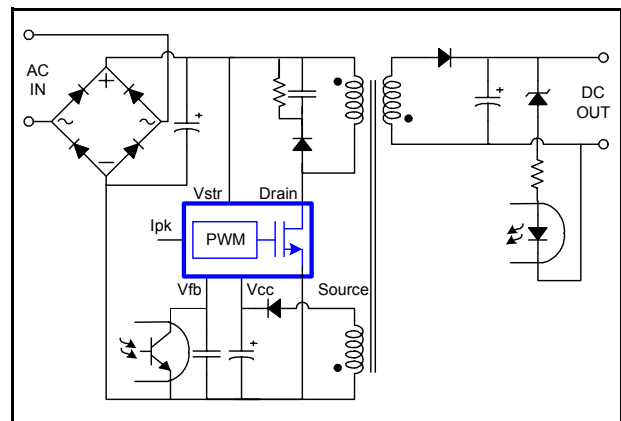 AC
IN
+
~
~
−
+
+
DC
OUT
Vstr
Drain
Ipk
PWM
Vfb
Vcc
Source
+